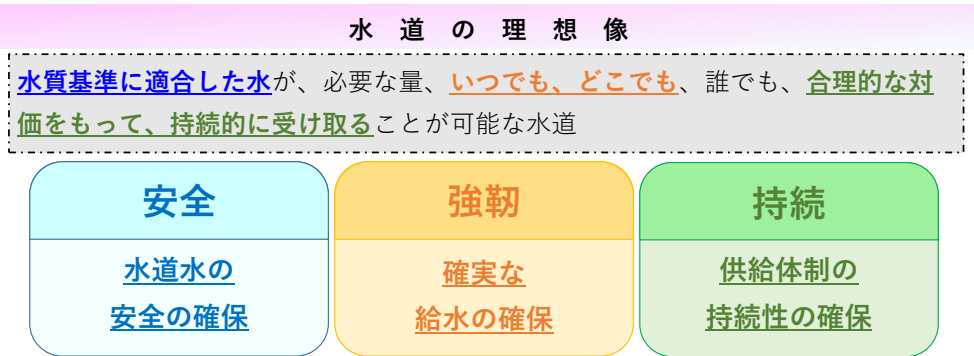 水道の理想像
水質基準に適合した水が、必要な量、いつでも、どこでも、誰でも、合理的な対
価をもって、持続的に受け取ることが可能な水道
安全
水道水の
安全の確保
強靭
確実な
給水の確保
持続
供給体制の
持続性の確保